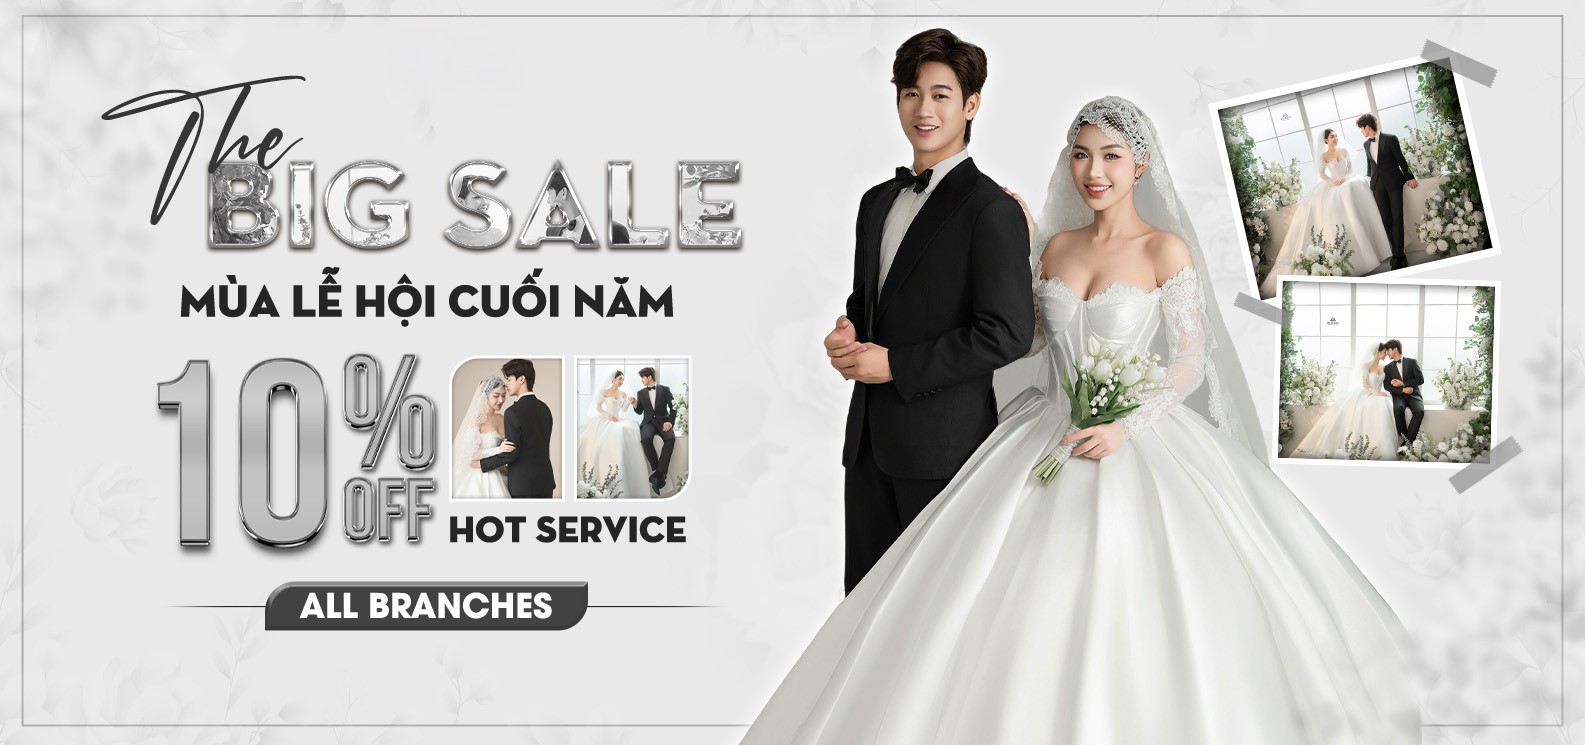 The
BIG SALE
MÙA LỄ HỘI CUỐI NĂM
10%
OFF
HOT SERVICE
ALL BRANCHES